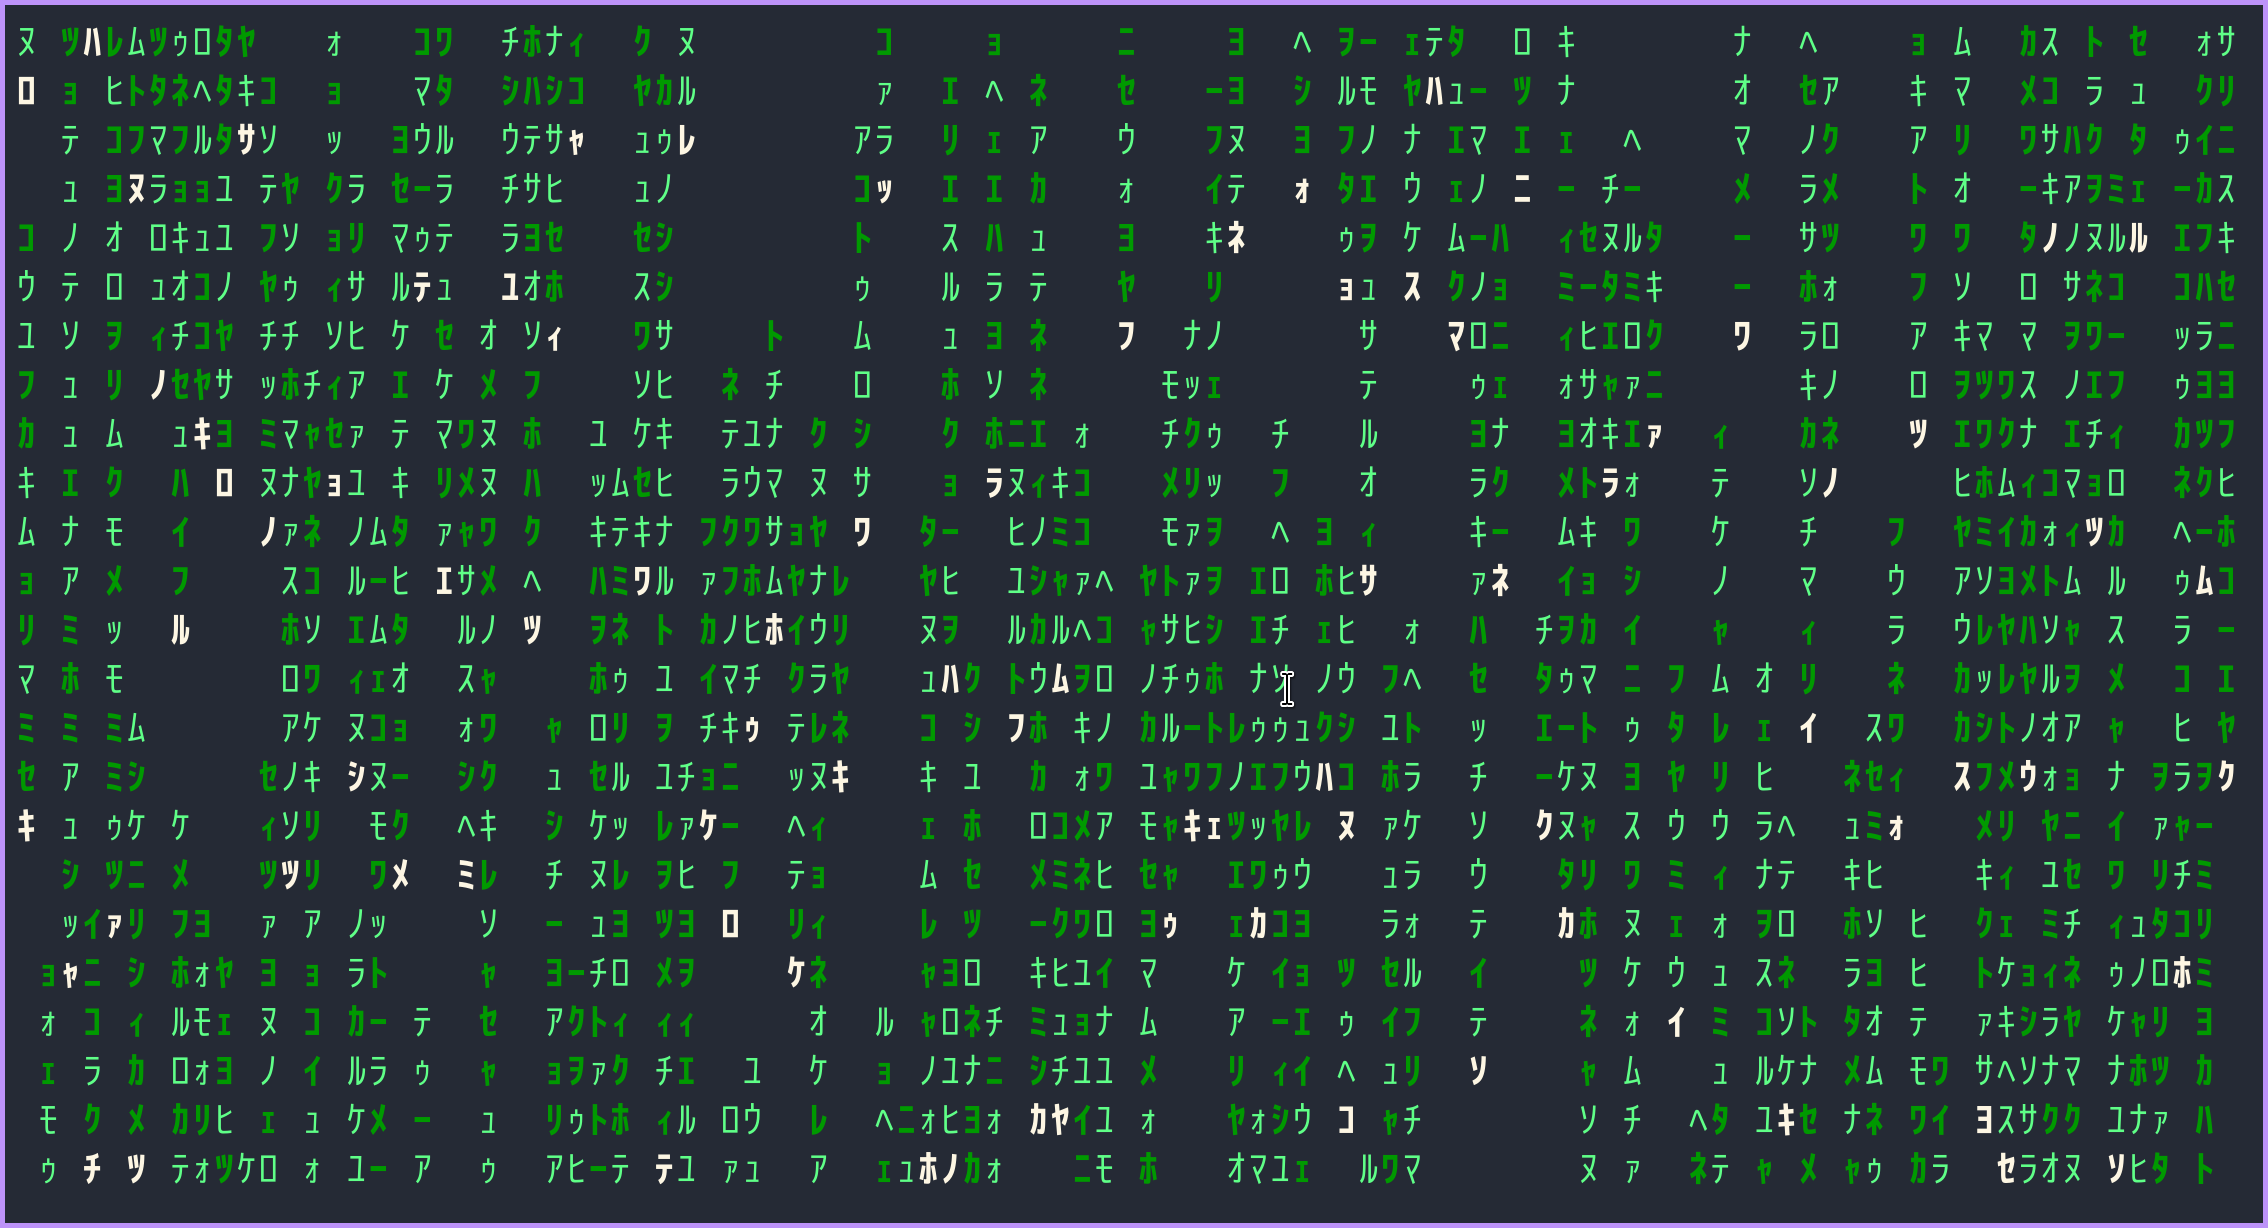 ヌ ツハレムツゥロタヤ ォ コワ チホナィ ク ヌ コ ョ ニ ヨ ヘ ヲー ェテタ ロ キ ナ ヘ ョ ム カス ト セ ォサ
ロ ョ ヒトタネヘタキコ ョ マタ シハシコ ヤカル ァ エ ヘ ネ セ ーヨ シ ルモ ヤハュー ツ ナ オ セア キ マ メコ ラ ュ クリ
テ コフマフルタサソ ッ ヨウル ウテサャ ュゥレ アラ リ ェ ア ウ フヌ ヨ フノ ナ エマ エ ェ ヘ マ ノク ア リ ワサハク タ ゥイニ
ュ ヨヌラョョユ テヤ クラ セーラ チサヒ ュノ コッ エ エ カ ォ イテ ォ タエ ウ ェノ ニ ー チー メ ラメ ト オ ーキアヲミェ ーカス
コ ノ オ ロキュユ フソ ョリ マゥテ ラヨセ セシ ト ス ハ ュ ヨ キネ ゥヲ ケ ムーハ ィセヌルタ ー サツ ワ ワ タノノヌルル エフキ
ウ テ ロ ュオコノ ヤゥ ィサ ルテュ ユオホ スシ ゥ ル ラ テ ヤ リ ョュ ス クノョ ミータミキ ー ホォ フ ソ ロ サネコ コハセ
ユ ソ ヲ ィチコヤ チチ ソヒ ケ セ オ ソィ ワサ ト ム ュ ヨ ネ フ ナノ サ マロニ ィヒエロク ワ ラロ ア キマ マ ヲワー ッラニ
フ ュ リ ノセヤサ ッホチィア エ ケ メ フ ソヒ ネ チ ロ ホ ソ ネ モッェ テ ゥェ ォサャァニ キノ ロ ヲツワス ノエフ ゥヨヨ
カ ュ ム ュキヨ ミマャセァ テ マワヌ ホ ユ ケキ テユナ ク シ ク ホニエ ォ チクゥ チ ル ヨナ ヨオキエァ ィ カネ ツ エワクナ エチィ カツフ
キ エ ク ハ ロ ヌナヤョユ キ リメヌ ハ ッムセヒ ラウマ ヌ サ ョ ラヌィキコ メリッ フ オ ラク メトラォ テ ソノ ヒホムィコマョロ ネクヒ
ム ナ モ イ ノァネ ノムタ ァャワ ク キテキナ フクワサョヤ ワ ター ヒノミコ モァヲ ヘ ヨ ィ キー ムキ ワ ケ チ フ ヤミイカォィツカ ヘーホ
ョ ア メ フ スコ ルーヒ エサメ ヘ ハミワル ァフホムヤナレ ヤヒ ユシャァヘ ヤトァヲ エロ ホヒサ ァネ イョ シ ノ マ ウ アソヨメトム ル ゥムコ
リ ミ ッ ル ホソ エムタ ルノ ツ ヲネ ト カノヒホイウリ ヌヲ ルカルヘコ ャサヒシ エチ ェヒ ォ ハ チヲカ イ ャ ィ ラ ウレヤハソャ ス ラ ー
マ ホ モ ロワ ィェオ スャ ホゥ ユ イマチ クラヤ ュハク トウムヲロ ノチゥホ ナソ ノウ フヘ セ タゥマ ニ フ ム オ リ ネ カッレヤルヲ メ コ エ
ミ ミ ミム アケ ヌコョ ォワ ャ ロリ ヲ チキゥ テレネ コ シ フホ キノ カルートレゥゥュクシ ユト ッ エート ゥ タ レ ェ イ スワ カシトノオア ャ ヒ ヤ
セ ア ミシ セノキ シヌー シク ュ セル ユチョニ ッヌキ キ ユ カ ォワ ユャワフノエフウハコ ホラ チ ーケヌ ヨ ヤ リ ヒ ネセィ スフメウォョ ナ ヲラヲク
キ ュ ゥケ ケ ィソリ モク ヘキ シ ケッ レァケー ヘィ ェ ホ ロコメア モャキェツッヤレ ヌ ァケ ソ クヌャ ス ウ ウ ラヘ ュミォ メリ ヤニ イ ァャー
シ ツニ メ ツツリ ワメ ミレ チ ヌレ ヲヒ フ テョ ム セ メミネヒ セャ エワゥウ ュラ ウ タリ ワ ミ ィ ナテ キヒ キィ ユセ ワ リチミ
ッイァリ フヨ ァ ア ノッ ソ ー ュヨ ツヨ ロ リィ レ ツ ークワロ ヨゥ ェカコヨ ラォ テ カホ ヌ ェ ォ ヲロ ホソ ヒ クェ ミチ ィュタコリ
ョャニ シ ホォヤ ヨ ョ ラト ャ ヨーチロ メヲ ケネ ャヨロ キヒユイ マ ケ イョ ツ セル イ ツ ケ ウ ュ スネ ラヨ ヒ トケョィネ ゥノロホミ
ォ コ ィ ルモェ ヌ コ カー テ セ アクトィ ィィ オ ル ャロネチ ミュョナ ム ア ーエ ゥ イフ テ ネ ォ イ ミ コソト タオ テ ァキシラヤ ケャリ ヨ
ェ ラ カ ロォヨ ノ イ ルラ ゥ ャ ョヲァク チエ ユ ケ ョ ノユナニ シチユユ メ リ ィイ ヘ ュリ ソ ャ ム ュ ルケナ メム モワ サヘソナマ ナホツ カ
モ ク メ カリヒ ェ ュ ケメ ー ュ リゥトホ ィル ロウ レ ヘニォヒヨォ カヤイユ ォ ヤォシウ コ ャチ ソ チ ヘタ ユキセ ナネ ワイ ヨスサクク ユナァ ハ
ゥ チ ツ テォツケロ ォ ユー ア ゥ アヒーテ テユ ァュ ア ェュホノカォ ニモ ホ オマユェ ルワマ ヌ ァ ネテ ャ メ ャゥ カラ セラオヌ ソヒタ ト